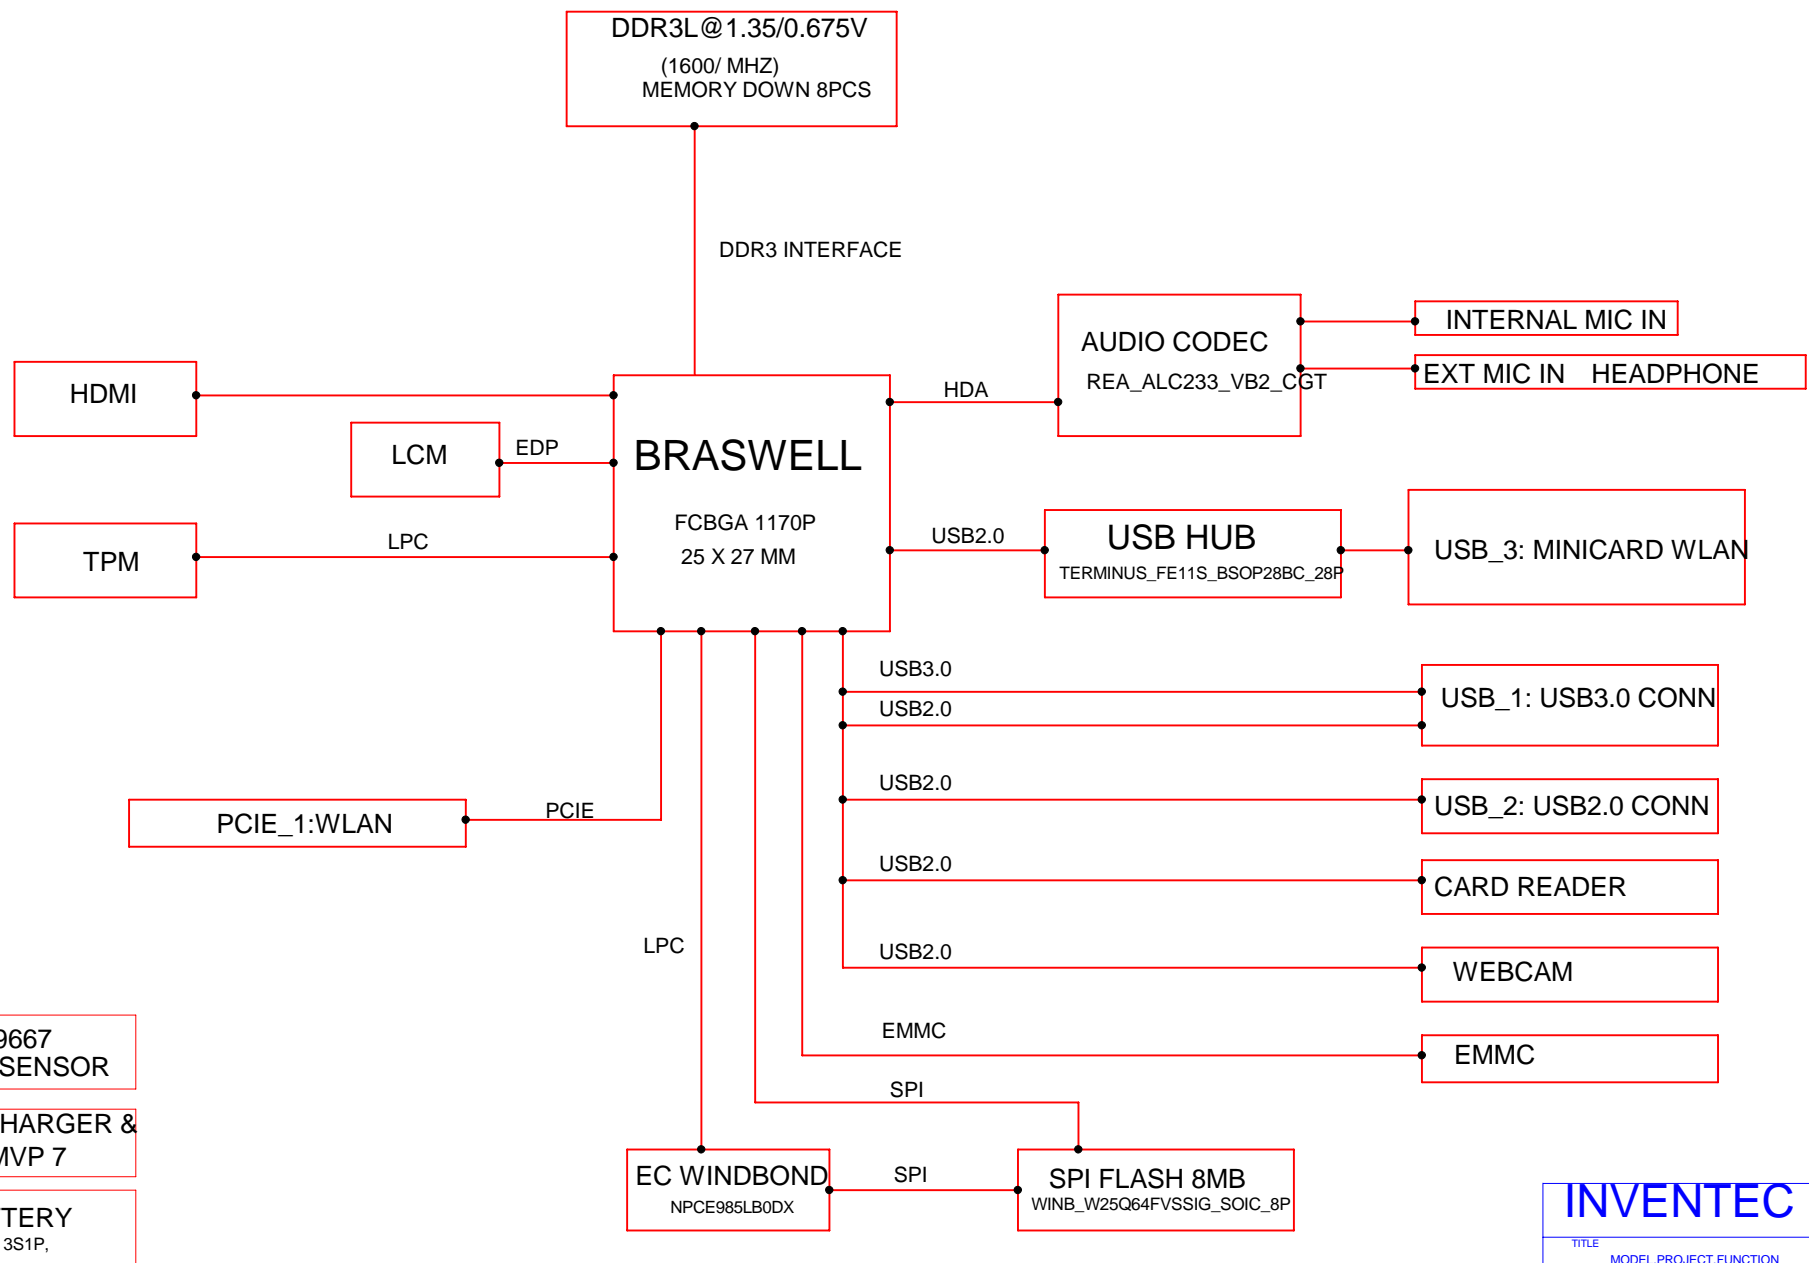 DDR3L@1.35/0.675V
(1600/ MHZ)
MEMORY DOWN 8PCS
DDR3 INTERFACE
HDMI
LCM
EDP
TPM
LPC
BRASWELL
FCBGA 1170P
25 X 27 MM
HDA
AUDIO CODEC
REA_ALC233_VB2_CGT
INTERNAL MIC IN
EXT MIC IN HEADPHONE
USB2.0
USB HUB
TERMINUS_FE11S_BSOP28BC_28P
USB_3: MINICARD WLAN
USB3.0
USB2.0
USB_1: USB3.0 CONN
USB2.0
USB_2: USB2.0 CONN
PCIE_1:WLAN
PCIE
USB2.0
CARD READER
LPC
USB2.0
WEBCAM
EMMC
EMMC
SPI
9667
SENSOR
HARGER &
MVP 7
TTERY
3S1P,
EC WINDBOND
NPCE985LB0DX
SPI
SPI FLASH 8MB
WINB_W25Q64FVSSIG_SOIC_8P
INVENTEC
TITLE
MODEL,PROJECT,FUNCTION